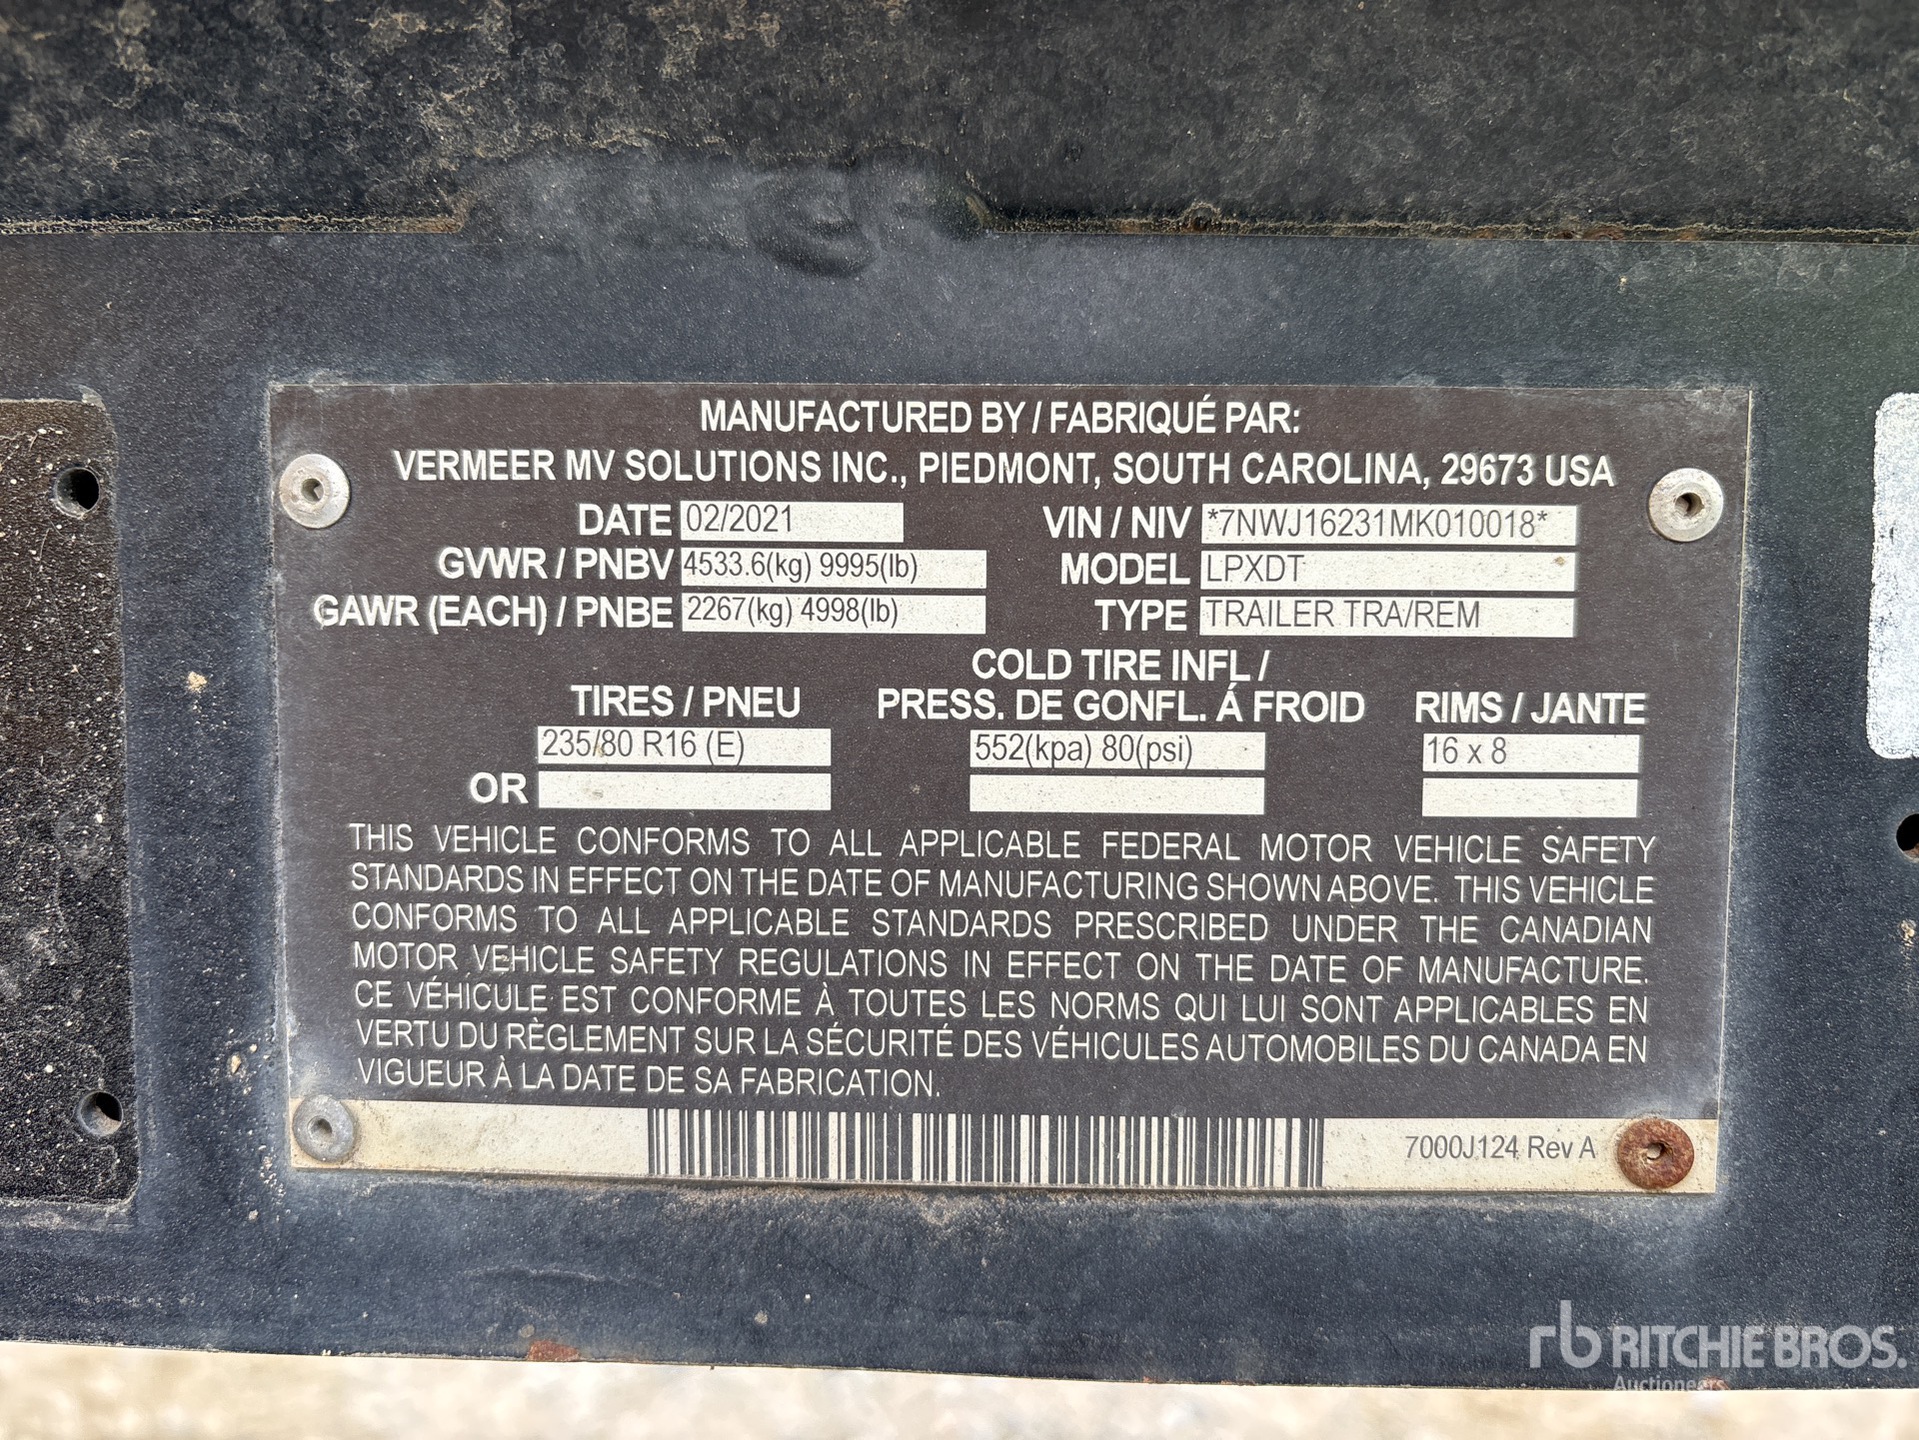 MANUFACTURED BY / FABRIQUÉ PAR:
VERMEER MV SOLUTIONS INC., PIEDMONT, SOUTH CAROLINA, 29673 USA
DATE 02/2021 VIN / NIV *7NWJ16231MK010018*
GVWR / PNBV 4533.6(kg) 9995(lb) MODEL LPXDT
GAWR (EACH) / PNBE 2267(kg) 4998(lb) TYPE TRAILER TRA/REM
COLD TIRE INFL /
TIRES / PNEU PRESS. DE GONFL. Á FROID RIMS / JANTE
235/80 R16 (E) 552(kpa) 80(psi) 16 x 8
OR
THIS VEHICLE CONFORMS TO ALL APPLICABLE FEDERAL MOTOR VEHICLE SAFETY
STANDARDS IN EFFECT ON THE DATE OF MANUFACTURING SHOWN ABOVE. THIS VEHICLE
CONFORMS TO ALL APPLICABLE STANDARDS PRESCRIBED UNDER THE CANADIAN
MOTOR VEHICLE SAFETY REGULATIONS IN EFFECT ON THE DATE OF MANUFACTURE.
CE VÉHICULE EST CONFORME À TOUTES LES NORMS QUI LUI SONT APPLICABLES EN
VERTU DU RÈGLEMENT SUR LA SÉCURITÉ DES VÉHICULES AUTOMOBILES DU CANADA EN
VIGUEUR À LA DATE DE SA FABRICATION.
7000J124 Rev A
rb RITCHIE BROS.
Auctioneers